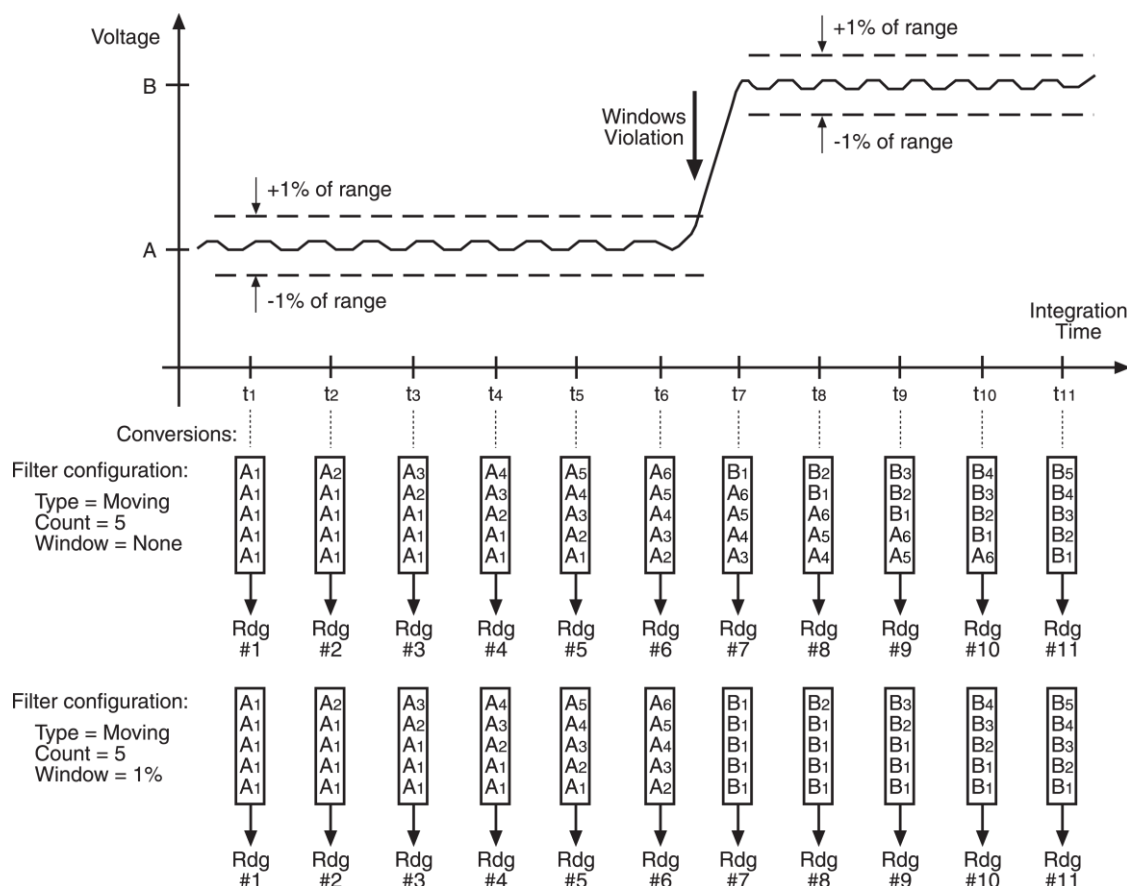 Voltage
B
A
+1% of range
-1% of range
Windows
Violation
+1% of range
-1% of range
Integration
Time
t1 t2 t3 t4 t5 t6 t7 t8 t9 t10 t11
Conversions:
Filter configuration:
Type = Moving
Count = 5
Window = None
A1 A2 A3 A4 A5 A6 B1 B2 B3 B4 B5
A1 A1 A2 A3 A4 A5 A6 B1 B2 B3 B4
A1 A1 A1 A2 A3 A4 A5 A6 B1 B2 B3
A1 A1 A1 A1 A2 A3 A4 A5 A6 B1 B2
A1 A1 A1 A1 A1 A2 A3 A4 A5 A6 B1
Rdg Rdg Rdg Rdg Rdg Rdg Rdg Rdg Rdg Rdg Rdg
#1 #2 #3 #4 #5 #6 #7 #8 #9 #10 #11
Filter configuration:
Type = Moving
Count = 5
Window = 1%
A1 A2 A3 A4 A5 A6 B1 B2 B3 B4 B5
A1 A1 A2 A3 A4 A5 B1 B1 B2 B3 B4
A1 A1 A1 A2 A3 A4 B1 B1 B1 B2 B3
A1 A1 A1 A1 A2 A3 B1 B1 B1 B1 B2
A1 A1 A1 A1 A1 A2 B1 B1 B1 B1 B1
Rdg Rdg Rdg Rdg Rdg Rdg Rdg Rdg Rdg Rdg Rdg
#1 #2 #3 #4 #5 #6 #7 #8 #9 #10 #11